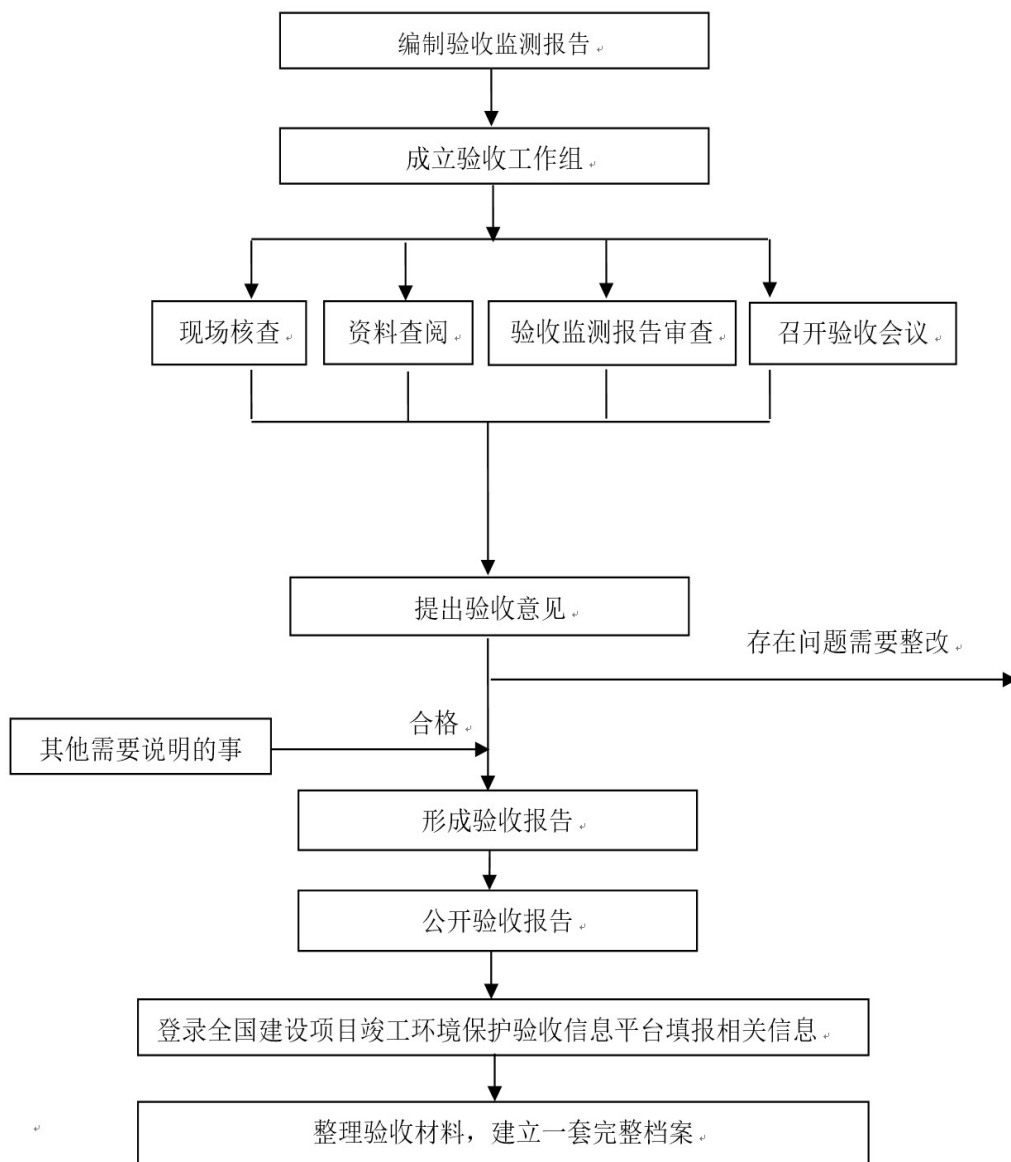 编制验收监测报告
成立验收工作组
现场核查
资料查阅
验收监测报告审查
召开验收会议
提出验收意见
存在问题需要整改
合格
其他需要说明的事
形成验收报告
公开验收报告
登录全国建设项目竣工环境保护验收信息平台填报相关信息
整理验收材料，建立一套完整档案